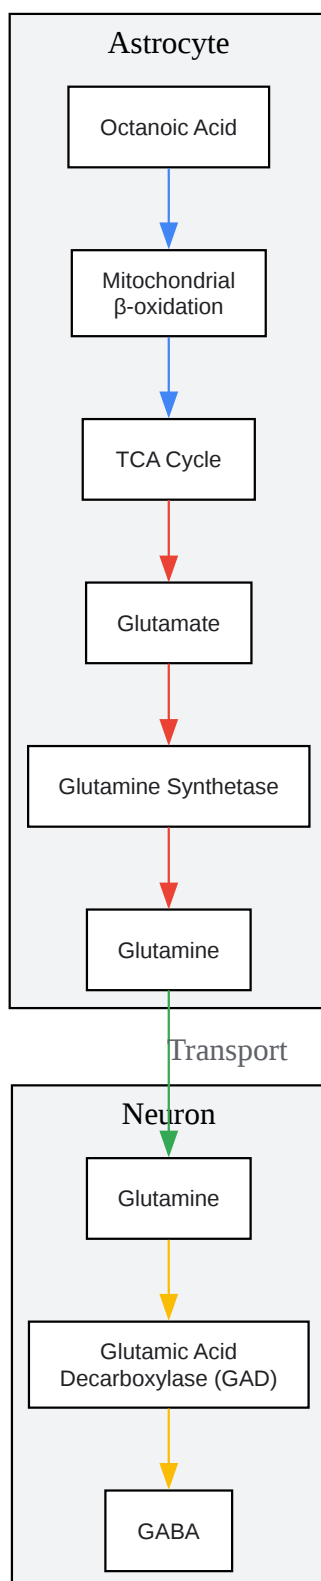 Astrocyte
Octanoic Acid
Mitochondrial
β-oxidation
TCA Cycle
Glutamate
Glutamine Synthetase
Glutamine
Transport
Neuron
Glutamine
Glutamic Acid
Decarboxylase (GAD)
GABA